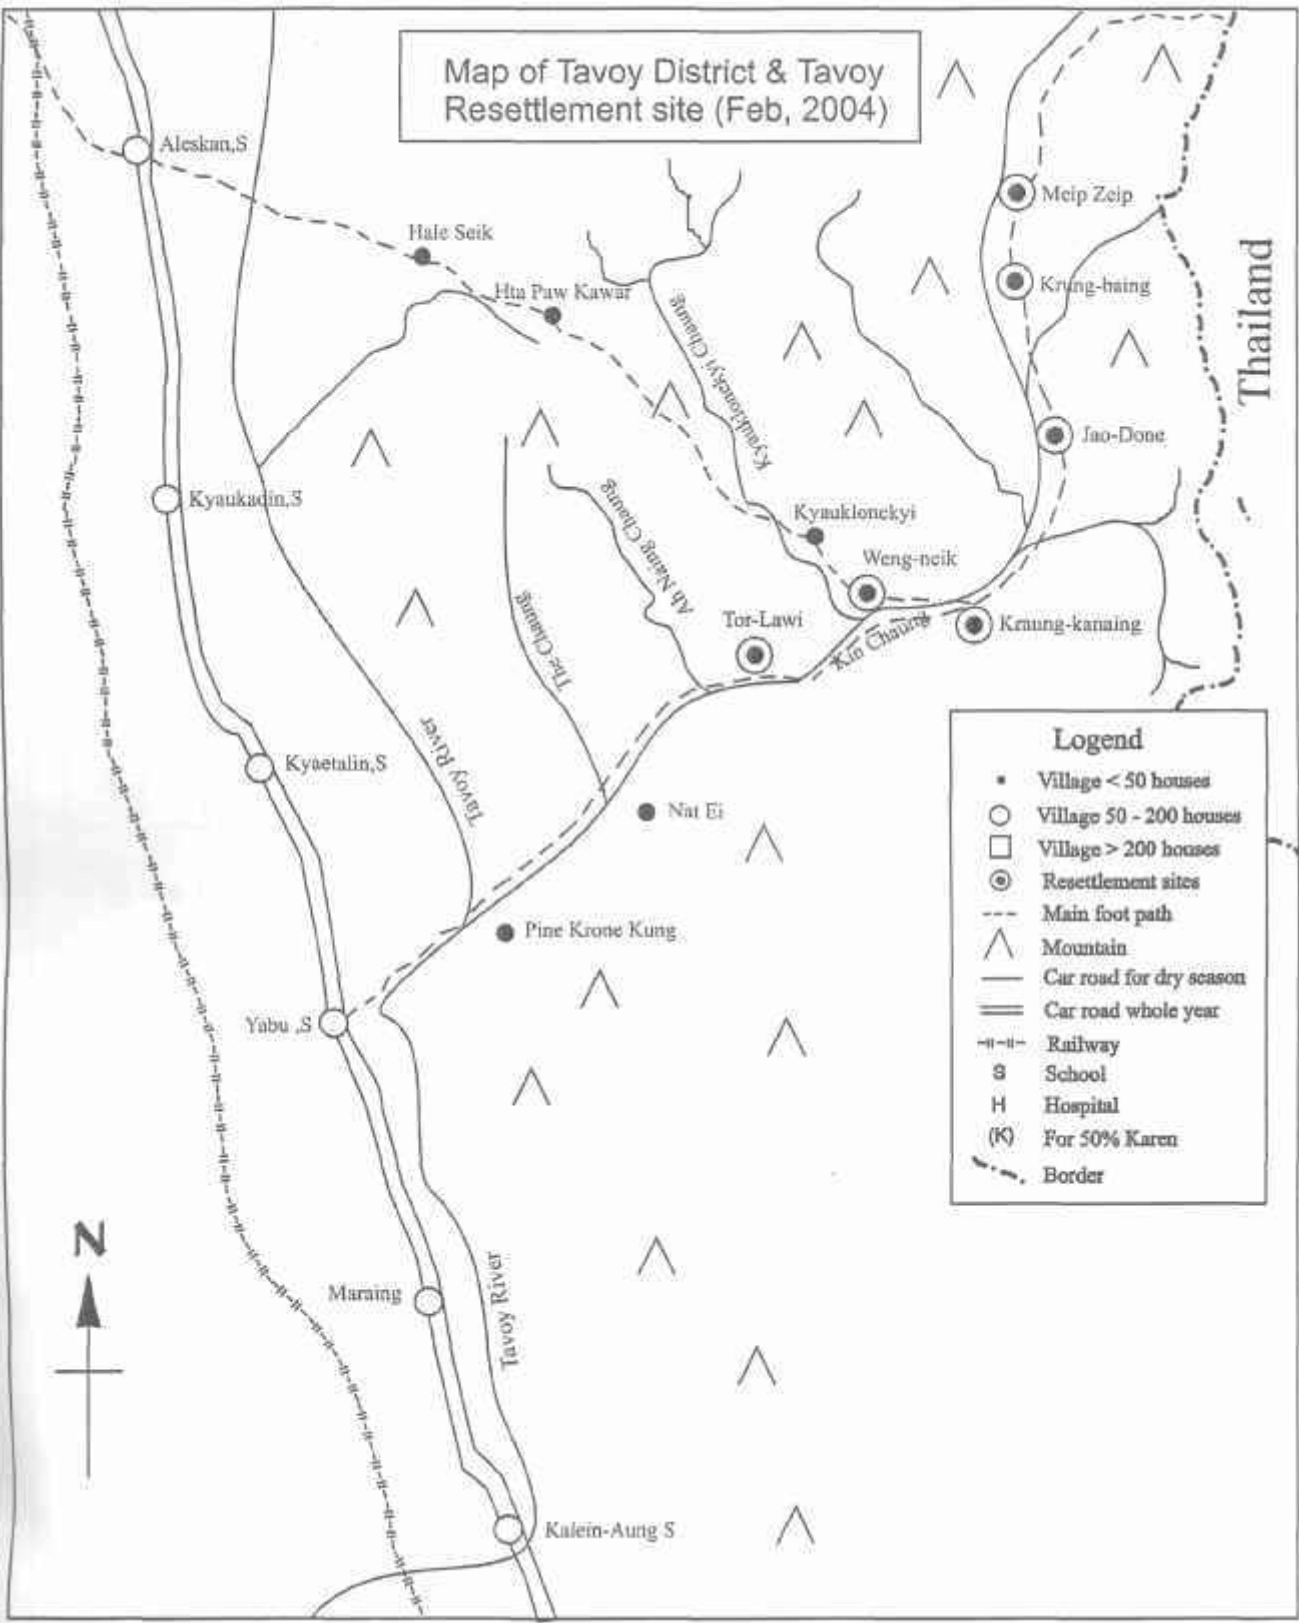 Map of Tavoy District & Tavoy
Resettlement site (Feb, 2004)
Aleskan,S
Hale Seik
Hta Paw Kawar
Meip Zeip
Krung-haing
Thailand
Kyauklonekyi Chaung
Jao-Done
Kyaukadin,S
Kyauklonekyi
Ah Naing Chaung
Weng-neik
The Chaung
Tor-Lawi
Kin Chaung
Kraung-kanaing
Tavoy River
Kyaetalin,S
Nat Ei
Pine Krone Kung
Yabu ,S
Maraing
Tavoy River
Kalein-Aung S
N
Legend
Village < 50 houses
Village 50 - 200 houses
Village > 200 houses
Resettlement sites
Main foot path
Mountain
Car road for dry season
Car road whole year
Railway
S School
H Hospital
(K) For 50% Karen
Border